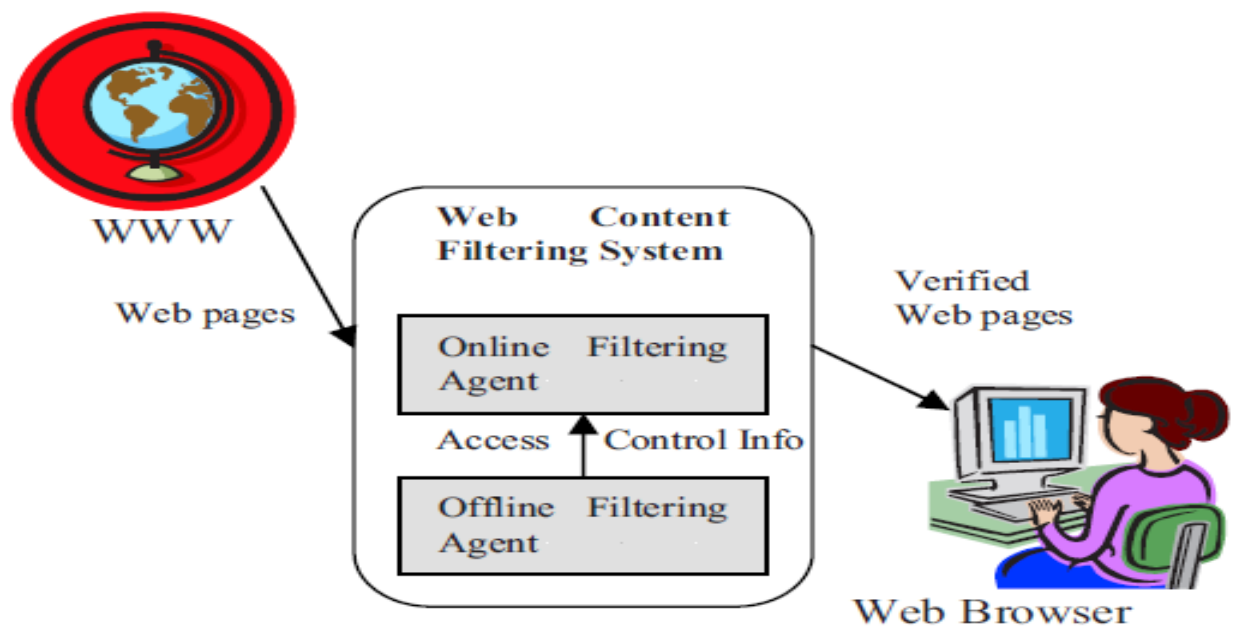 WWW
Web pages
Web Content
Filtering System
Online Filtering
Agent
Access Control Info
Offline Filtering
Agent
Verified
Web pages
Web Browser